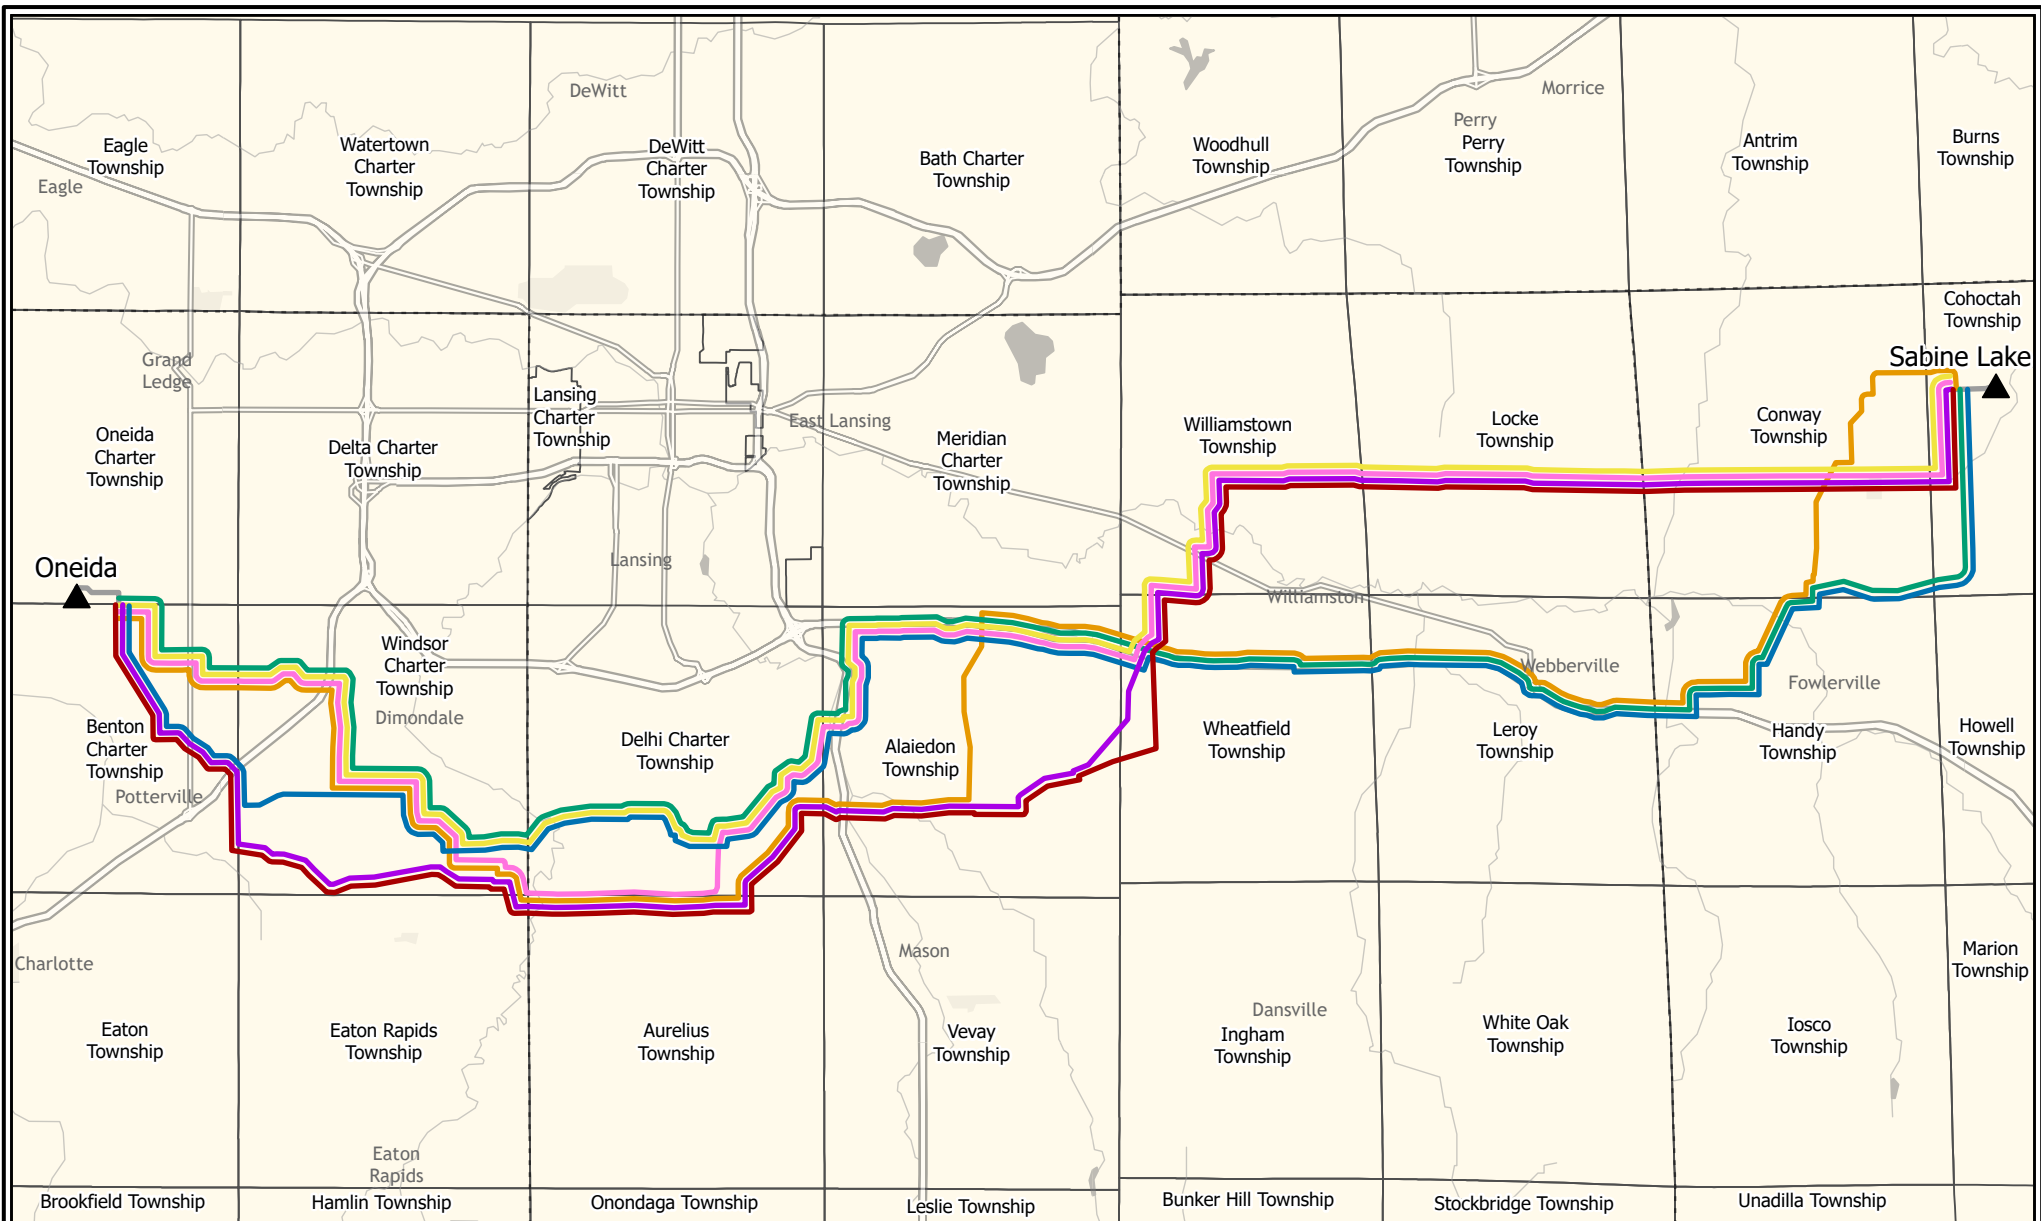 DeWitt
Morrice
Eagle
Township
Watertown
Charter
Township
DeWitt
Charter
Township
Bath Charter
Township
Woodhull
Township
Perry
Perry
Township
Antrim
Township
Burns
Township
Eagle
Cohoctah
Township
Sabine Lake
Grand
Ledge
Lansing
Charter
Township
East Lansing
Oneida
Charter
Township
Delta Charter
Township
Meridian
Charter
Township
Williamstown
Township
Locke
Township
Conway
Township
Oneida
Lansing
Williamston
Windsor
Charter
Township
Dimondale
Webberville
Fowlerville
Benton
Charter
Township
Potterville
Delhi Charter
Township
Alaiedon
Township
Wheatfield
Township
Leroy
Township
Handy
Township
Howell
Township
Charlotte
Mason
Marion
Township
Dansville
Eaton
Township
Eaton Rapids
Township
Aurelius
Township
Vevay
Township
Ingham
Township
White Oak
Township
Iosco
Township
Eaton
Rapids
Brookfield Township
Hamlin Township
Onondaga Township
Leslie Township
Bunker Hill Township
Stockbridge Township
Unadilla Township